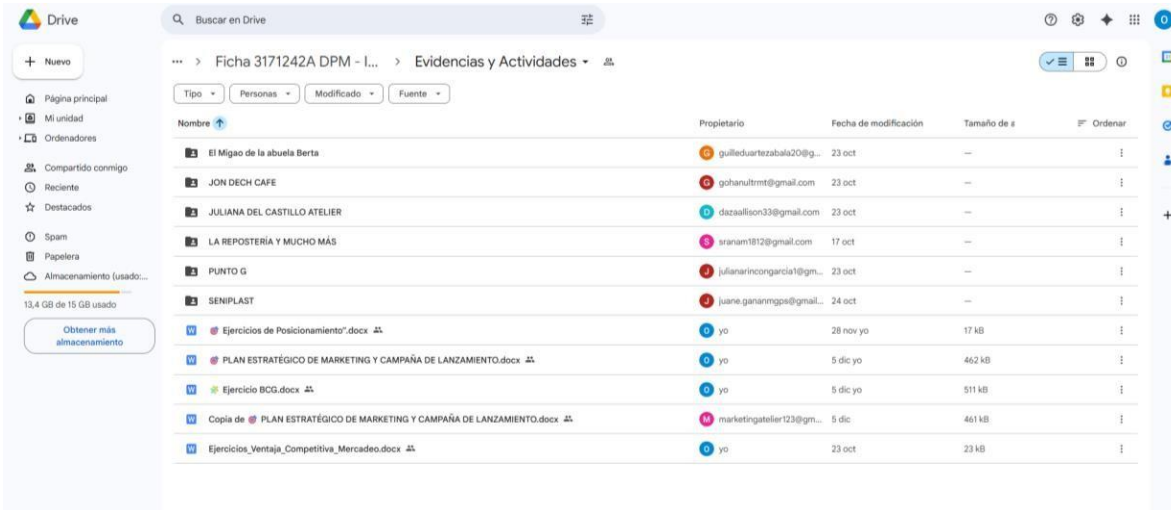 Drive
Buscar en Drive
O
Nuevo
Página principal
Mi unidad
Ordenadores
Compartido conmigo
Reciente
Destacados
Spam
Papelera
Almacenamiento (usado:...
13,4 GB de 15 GB usado
Obtener más
almacenamiento
... > Ficha 3171242A DPM - I... > Evidencias y Actividades
Tipo Personas Modificado Fuente
Nombre Propietario Fecha de modificación Tamaño de a Ordenar
El Migao de la abuela Berta G guilleduartezabala20@g... 23 oct —
JON DECH CAFE G gohanultrmt@gmail.com 23 oct —
JULIANA DEL CASTILLO ATELIER D dazaallison33@gmail.com 23 oct —
LA REPOSTERÍA Y MUCHO MÁS S sranam1812@gmail.com 17 oct —
PUNTO G J julianarincongarcia1@gm... 23 oct —
SENIPLAST J juane.gananmgps@gmail... 24 oct —
W 🎯 Ejercicios de Posicionamiento".docx O yo 28 nov yo 17 kB
W 🎯 PLAN ESTRATÉGICO DE MARKETING Y CAMPAÑA DE LANZAMIENTO.docx O yo 5 dic yo 462 kB
W 🧩 Ejercicio BCG.docx O yo 5 dic yo 511 kB
W Copia de 🎯 PLAN ESTRATÉGICO DE MARKETING Y CAMPAÑA DE LANZAMIENTO.docx M marketingatelier123@gm... 5 dic 461 kB
W Ejercicios_Ventaja_Competitiva_Mercadeo.docx O yo 23 oct 23 kB